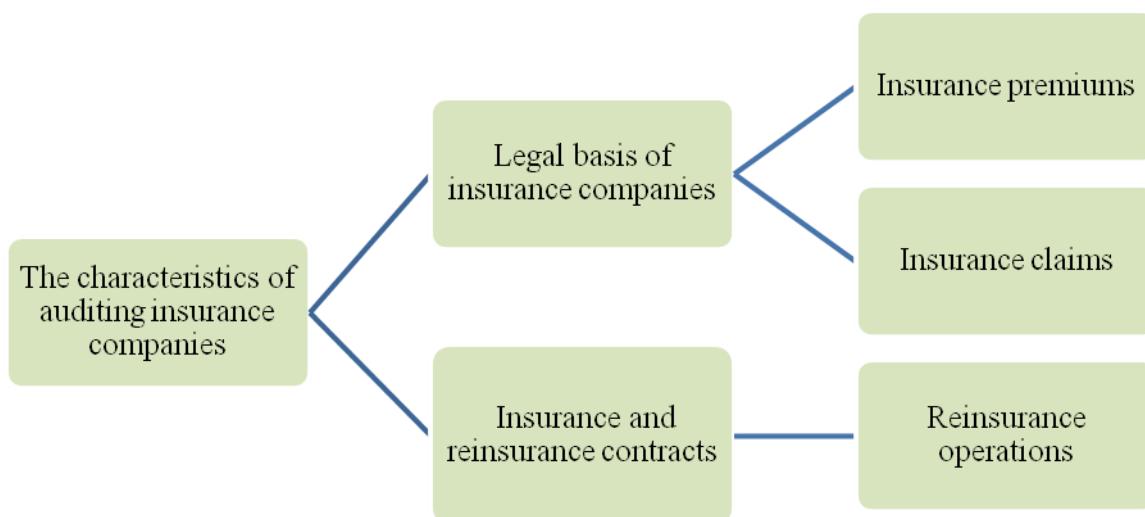 The characteristics of
auditing insurance
companies
Legal basis of
insurance companies
Insurance premiums
Insurance claims
Insurance and
reinsurance contracts
Reinsurance
operations